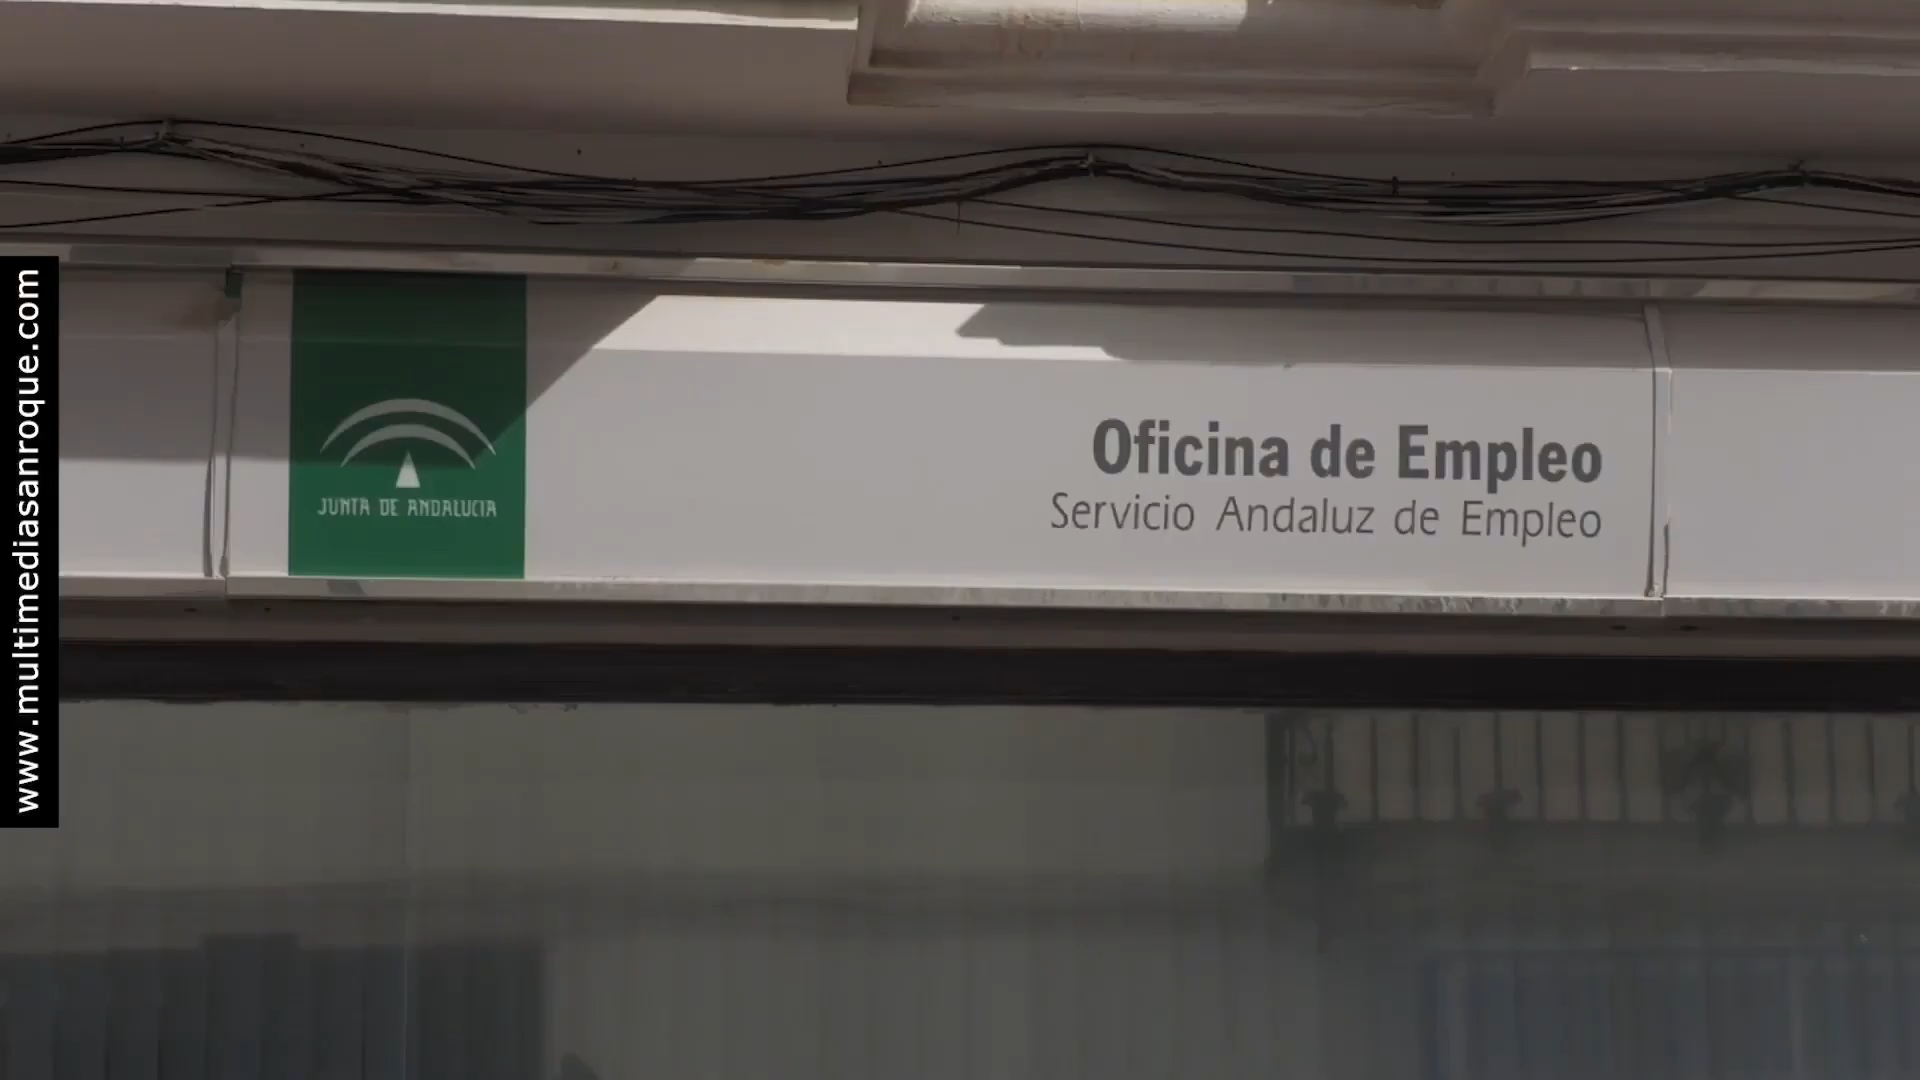 www.multimediasanroque.com
JUNTA DE ANDALUCIA
Oficina de Empleo
Servicio Andaluz de Empleo